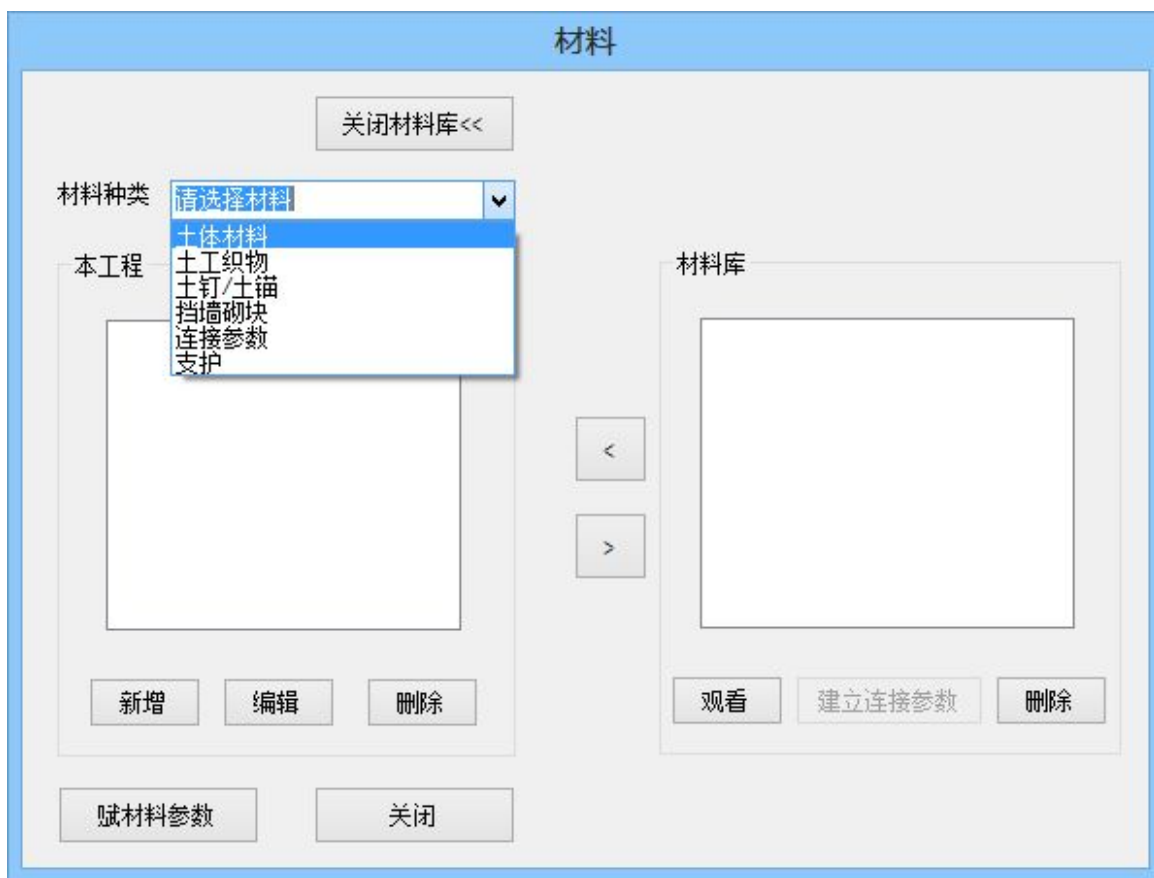 材料
关闭材料库<<
材料种类 请选择材料
土体材料
土工织物
土钉/土锚
挡墙砌块
连接参数
支护
本工程
材料库
<
>
新增 编辑 删除
观看 建立连接参数 删除
赋材料参数 关闭